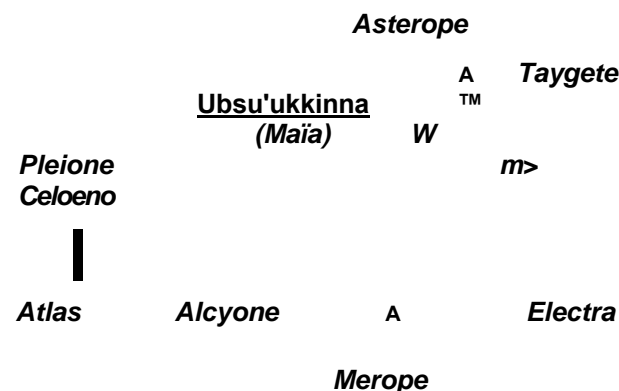 Asterope
A Taygete
Ubsu'ukkinna ™
(Maïa) W
Pleione m>
Celoeno
Atlas Alcyone A Electra
Merope